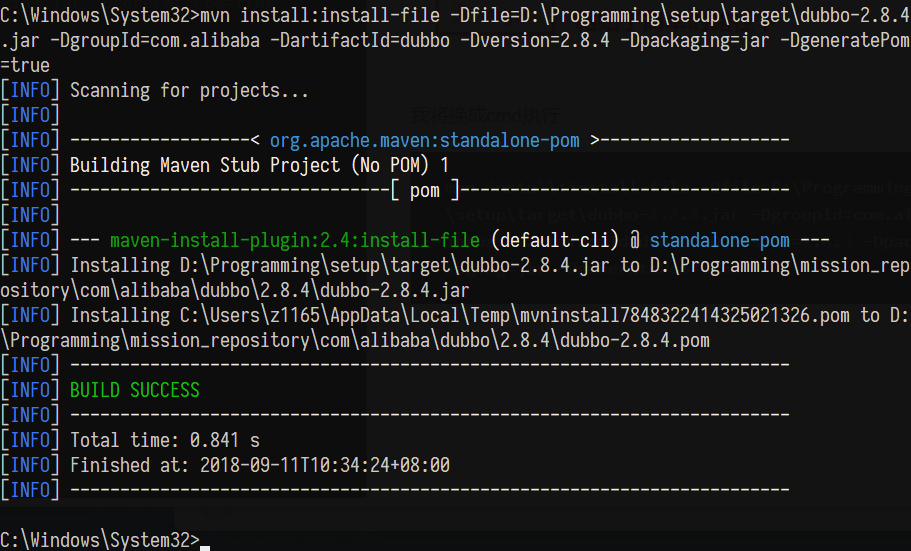 C:\Windows\System32>mvn install:install-file -Dfile=D:\Programming\setup\target\dubbo-2.8.4
.jar -DgroupId=com.alibaba -DartifactId=dubbo -Dversion=2.8.4 -Dpackaging=jar -DgeneratePom
=true
[INFO] Scanning for projects...
[INFO]
[INFO] ------------------< org.apache.maven:standalone-pom >-------------------
[INFO] Building Maven Stub Project (No POM) 1
[INFO] --------------------------------[ pom ]---------------------------------
[INFO]
[INFO] --- maven-install-plugin:2.4:install-file (default-cli) @ standalone-pom ---
[INFO] Installing D:\Programming\setup\target\dubbo-2.8.4.jar to D:\Programming\mission_rep
ository\com\alibaba\dubbo\2.8.4\dubbo-2.8.4.jar
[INFO] Installing C:\Users\z1165\AppData\Local\Temp\mvninstall7848322414325021326.pom to D:
\Programming\mission_repository\com\alibaba\dubbo\2.8.4\dubbo-2.8.4.pom
[INFO] ------------------------------------------------------------------------
[INFO] BUILD SUCCESS
[INFO] ------------------------------------------------------------------------
[INFO] Total time: 0.841 s
[INFO] Finished at: 2018-09-11T10:34:24+08:00
[INFO] ------------------------------------------------------------------------
C:\Windows\System32>